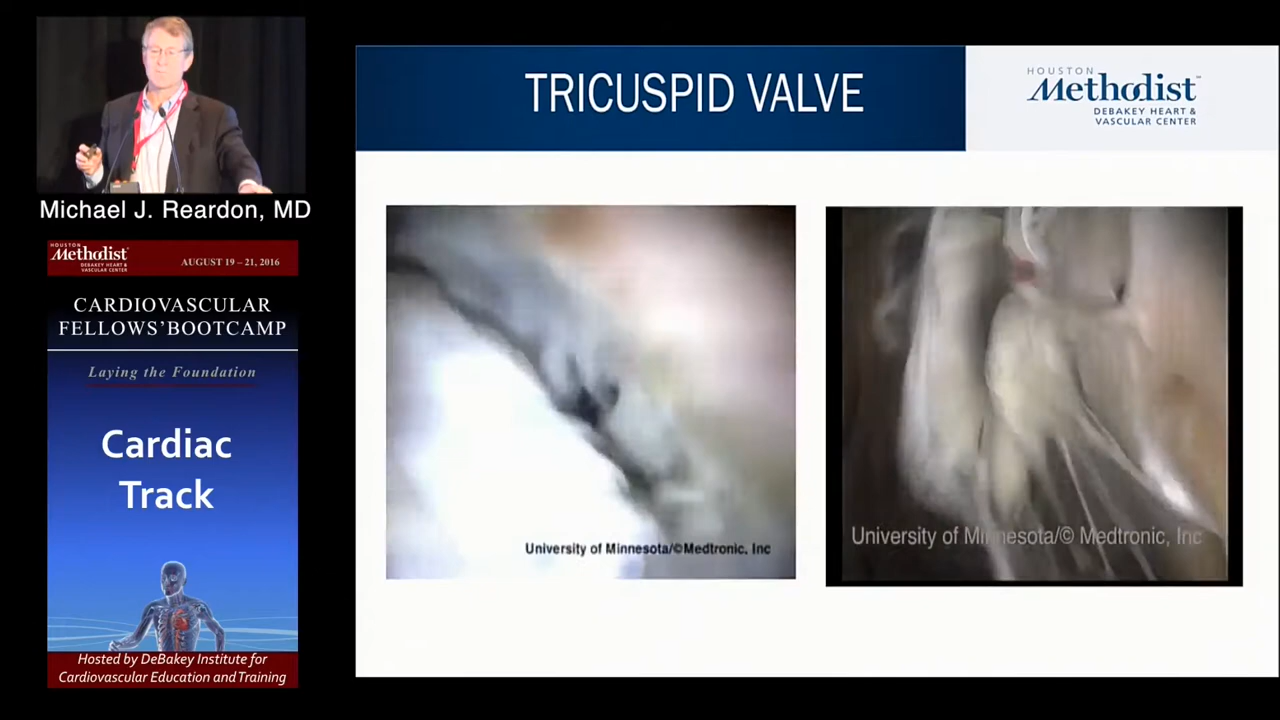 Michael J. Reardon, MD
HOUSTON
Methodist
DEBAKEY HEART &
VASCULAR CENTER
AUGUST 19 – 21, 2016
CARDIOVASCULAR
FELLOWS'BOOTCAMP
Laying the Foundation
Cardiac
Track
Hosted by DeBakey Institute for
Cardiovascular Education and Training
TRICUSPID VALVE
HOUSTON
Methodist
DEBAKEY HEART &
VASCULAR CENTER
University of Minnesota/©Medtronic, Inc
University of Minnesota/© Medtronic, Inc